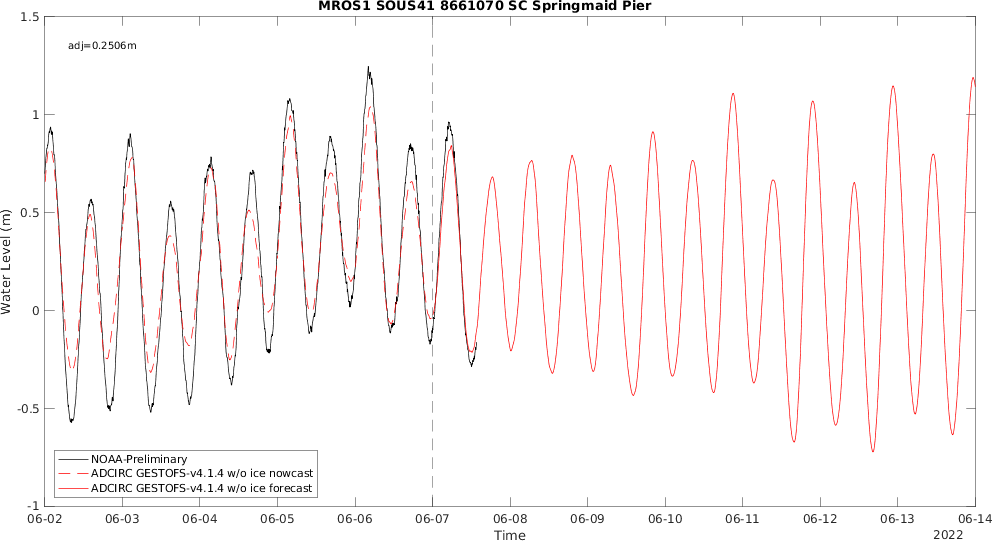 MROS1 SOUS41 8661070 SC Springmaid Pier
adj=0.2506m
1.5
1
0.5
0
-0.5
-1
Water Level (m)
NOAA-Preliminary
ADCIRC GESTOFS-v4.1.4 w/o ice nowcast
ADCIRC GESTOFS-v4.1.4 w/o ice forecast
06-02 06-03 06-04 06-05 06-06 06-07 06-08 06-09 06-10 06-11 06-12 06-13 06-14
Time
2022